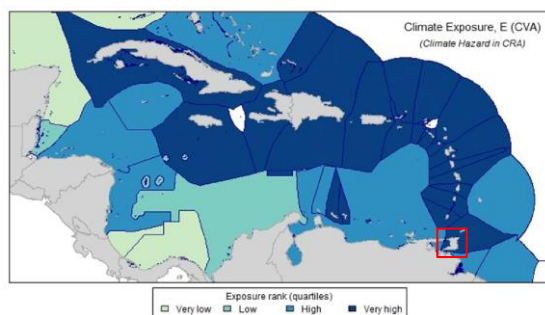 Climate Exposure, E (CVA)
(Climate Hazard in CRA)
Exposure rank (quartiles)
Very low
Low
High
Very high